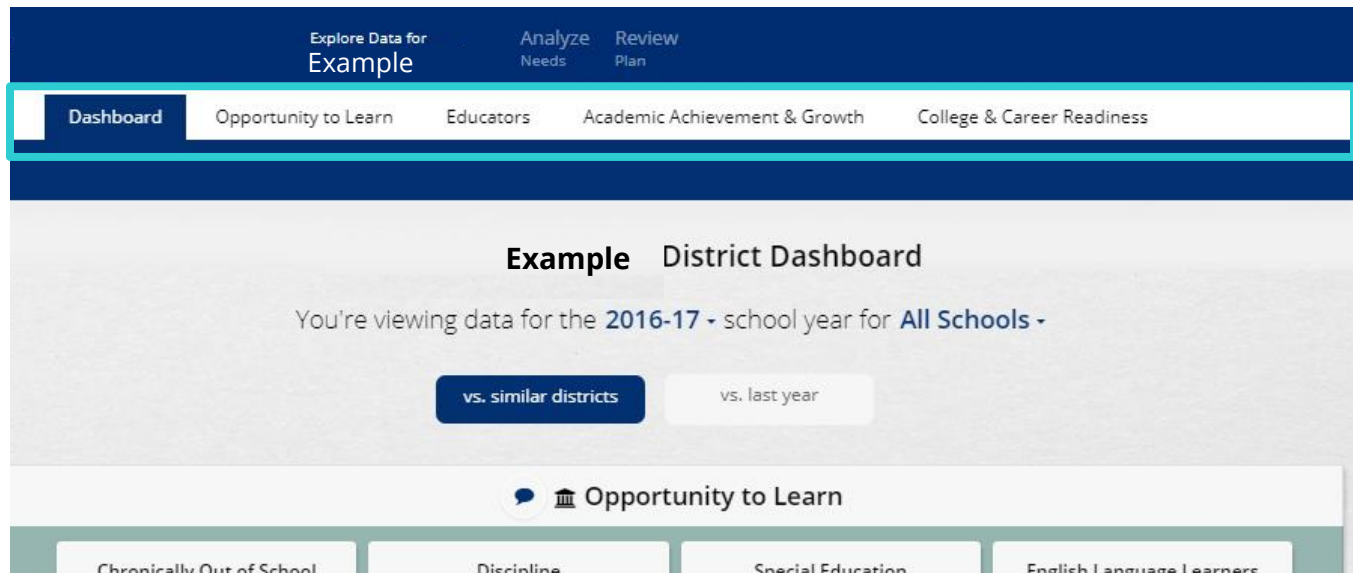 Explore Data for
Example
Analyze
Needs
Review
Plan
Dashboard Opportunity to Learn Educators Academic Achievement & Growth College & Career Readiness
Example District Dashboard
You're viewing data for the 2016-17 - school year for All Schools -
vs. similar districts vs. last year
Opportunity to Learn
Chronically Out of School Discipline Special Education English Language Learners